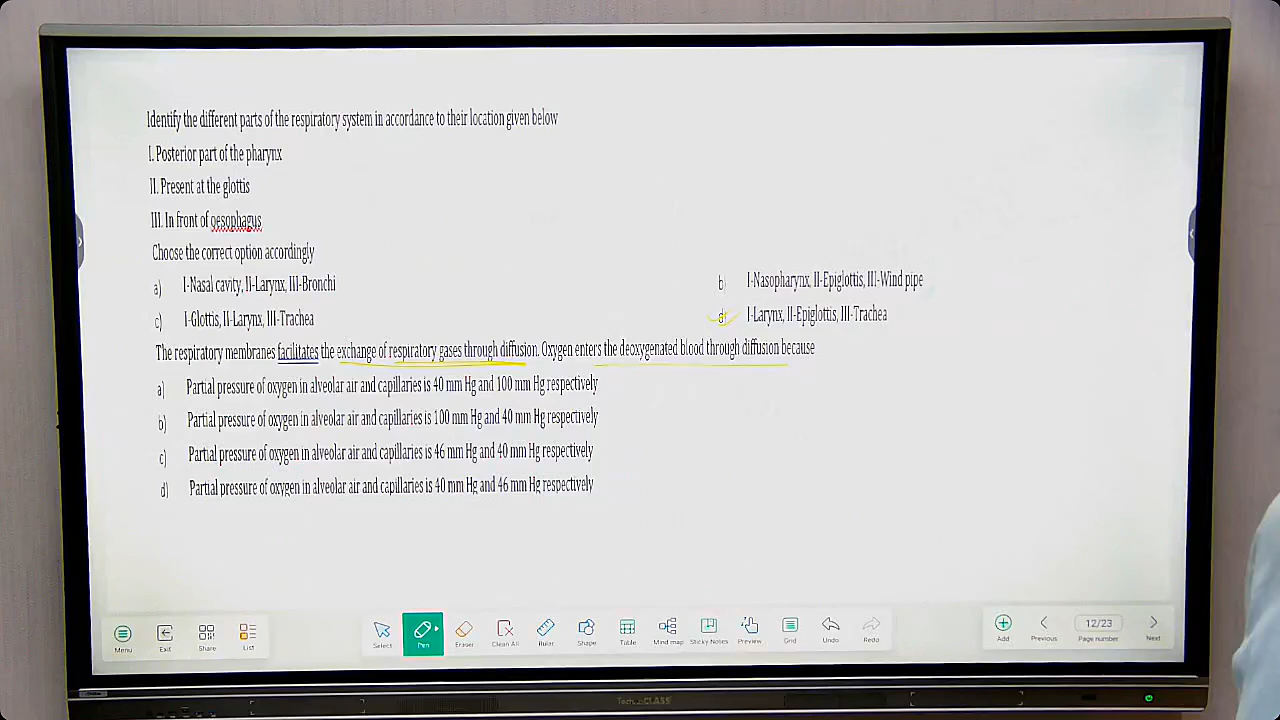 Identify the different parts of the respiratory system in accordance to their location given below
I. Posterior part of the pharynx
II. Present at the glottis
III. In front of oesophagus
Choose the correct option accordingly
a) I-Nasal cavity, II-Larynx, III-Bronchi
b) I-Nasopharynx, II-Epiglottis, III-Wind pipe
c) I-Glottis, II-Larynx, III-Trachea
d) I-Larynx, II-Epiglottis, III-Trachea
The respiratory membranes facilitates the exchange of respiratory gases through diffusion. Oxygen enters the deoxygenated blood through diffusion because
a) Partial pressure of oxygen in alveolar air and capillaries is 40 mm Hg and 100 mm Hg respectively
b) Partial pressure of oxygen in alveolar air and capillaries is 100 mm Hg and 40 mm Hg respectively
c) Partial pressure of oxygen in alveolar air and capillaries is 46 mm Hg and 40 mm Hg respectively
d) Partial pressure of oxygen in alveolar air and capillaries is 40 mm Hg and 46 mm Hg respectively
Menu Exit Share List Select Pen Eraser Clean All Ruler Shape Table Mind map Sticky Notes Preview Grid Undo Redo Add Previous 12/23 Page number Next